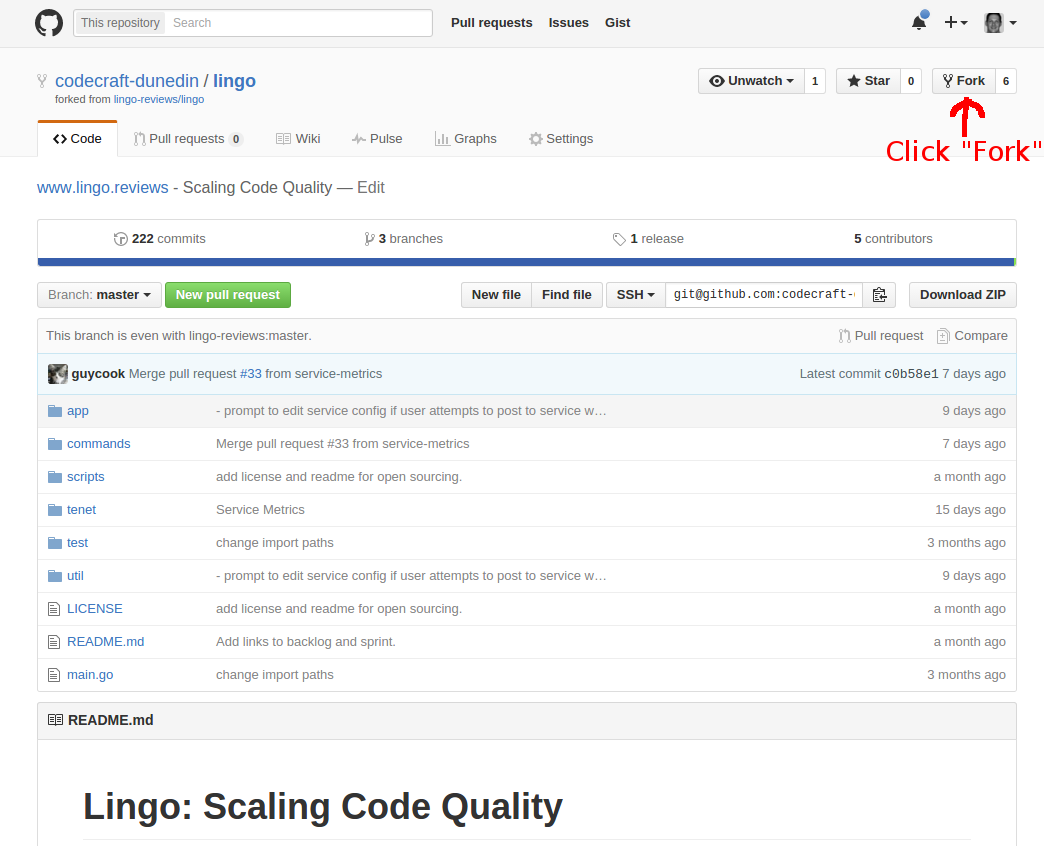 This repository Search Pull requests Issues Gist
codecraft-dunedin / lingo Unwatch 1 Star 0 Fork 6
forked from lingo-reviews/lingo
Click "Fork"
Code Pull requests 0 Wiki Pulse Graphs Settings
www.lingo.reviews - Scaling Code Quality — Edit
222 commits 3 branches 1 release 5 contributors
Branch: master New pull request New file Find file SSH git@github.com:codecraft- Download ZIP
This branch is even with lingo-reviews:master. Pull request Compare
guycook Merge pull request #33 from service-metrics Latest commit c0b58e1 7 days ago
app - prompt to edit service config if user attempts to post to service w… 9 days ago
commands Merge pull request #33 from service-metrics 7 days ago
scripts add license and readme for open sourcing. a month ago
tenet Service Metrics 15 days ago
test change import paths 3 months ago
util - prompt to edit service config if user attempts to post to service w… 9 days ago
LICENSE add license and readme for open sourcing. a month ago
README.md Add links to backlog and sprint. a month ago
main.go change import paths 3 months ago
README.md
Lingo: Scaling Code Quality